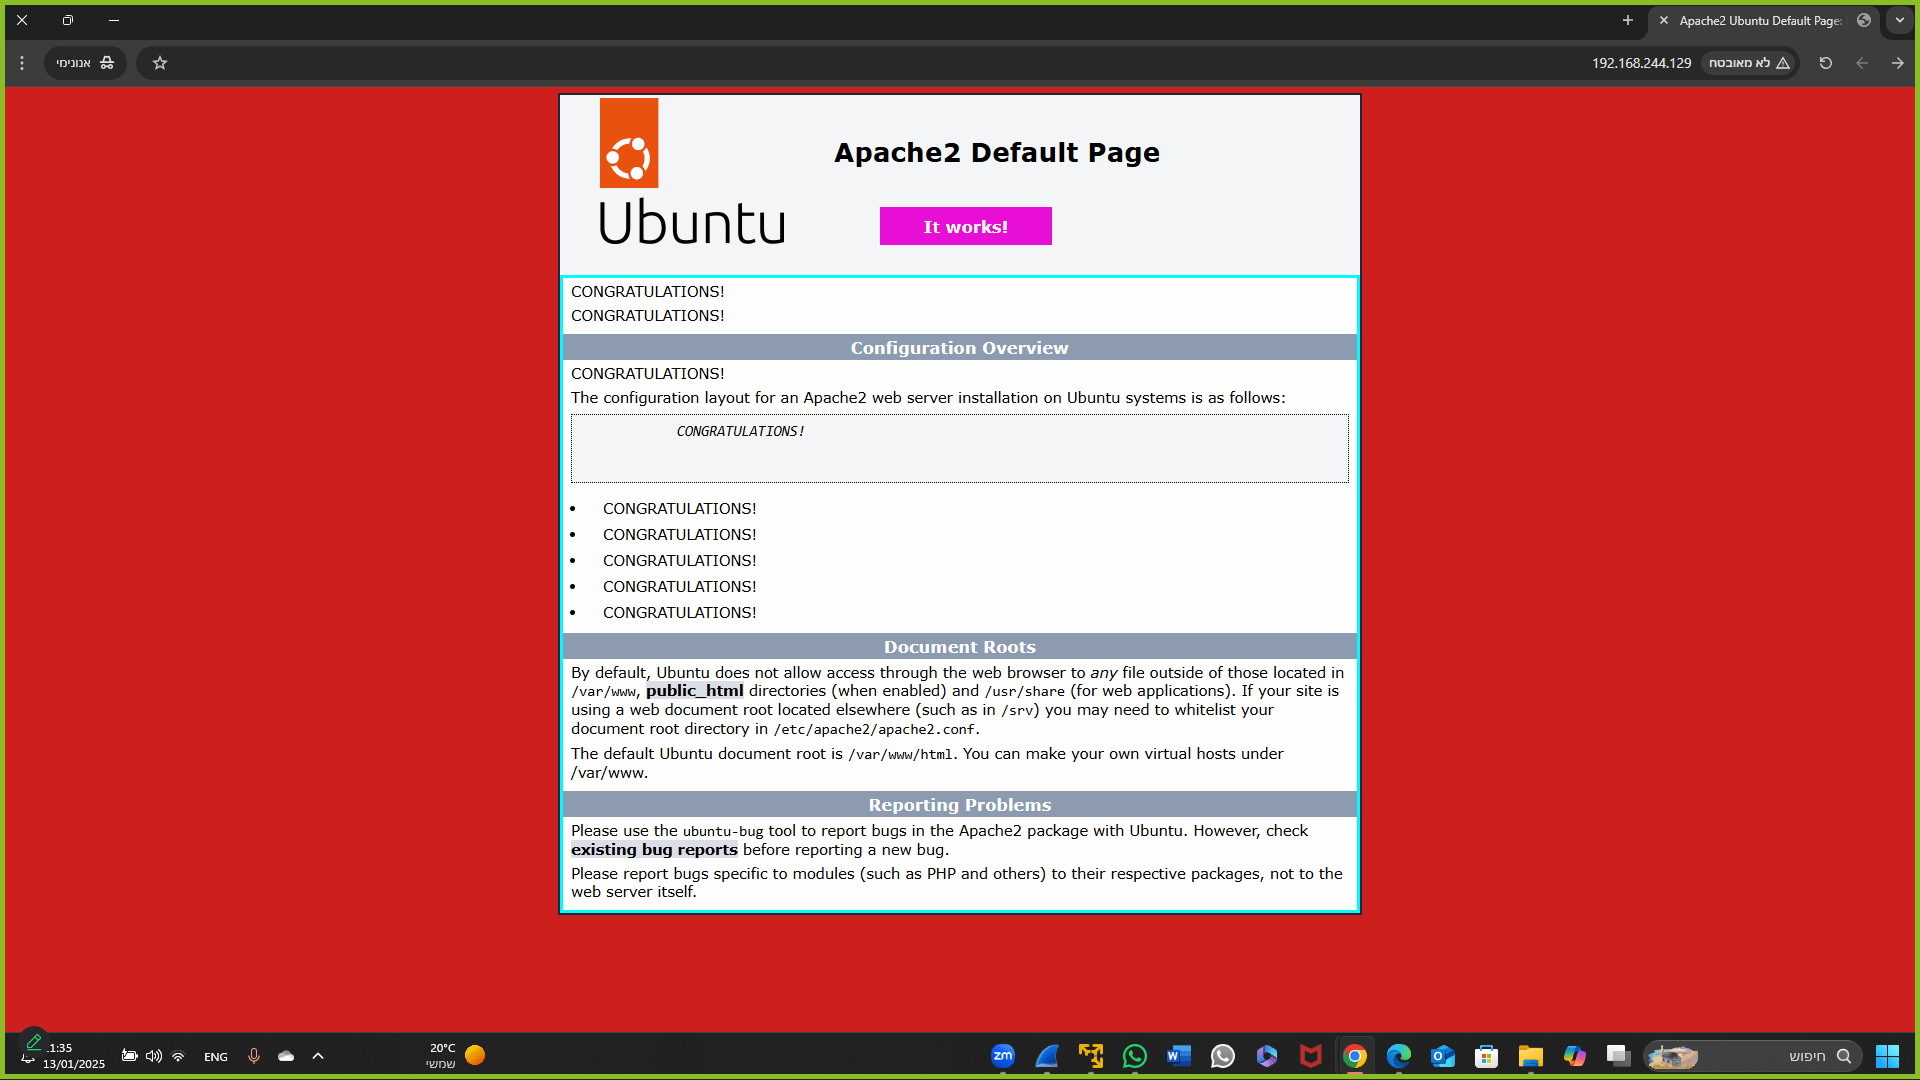 Apache2 Ubuntu Default Page:
אנונימי
192.168.244.129
לא מאובטח
Apache2 Default Page
Ubuntu
It works!
CONGRATULATIONS!
CONGRATULATIONS!
Configuration Overview
CONGRATULATIONS!
The configuration layout for an Apache2 web server installation on Ubuntu systems is as follows:
CONGRATULATIONS!
• CONGRATULATIONS!
• CONGRATULATIONS!
• CONGRATULATIONS!
• CONGRATULATIONS!
• CONGRATULATIONS!
Document Roots
By default, Ubuntu does not allow access through the web browser to any file outside of those located in
/var/www, public_html directories (when enabled) and /usr/share (for web applications). If your site is
using a web document root located elsewhere (such as in /srv) you may need to whitelist your
document root directory in /etc/apache2/apache2.conf.
The default Ubuntu document root is /var/www/html. You can make your own virtual hosts under
/var/www.
Reporting Problems
Please use the ubuntu-bug tool to report bugs in the Apache2 package with Ubuntu. However, check
existing bug reports before reporting a new bug.
Please report bugs specific to modules (such as PHP and others) to their respective packages, not to the
web server itself.
1:35
13/01/2025
ENG
20°C
שמשי
zm
W
חיפוש